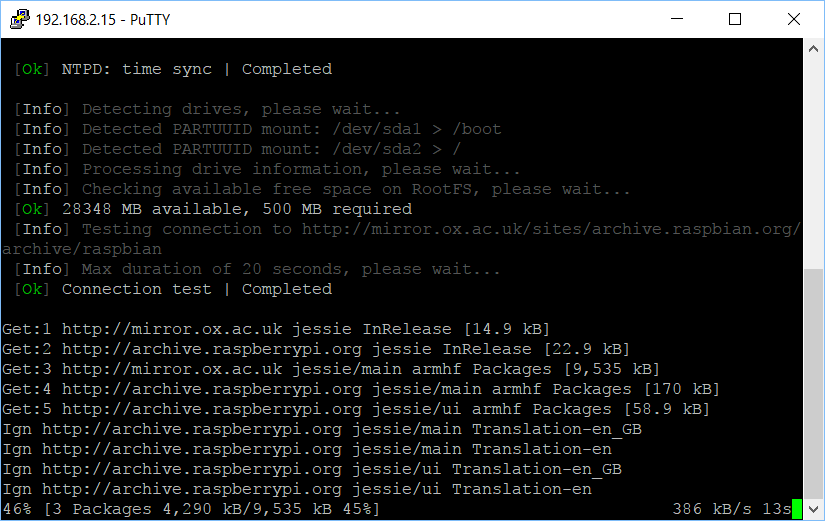 192.168.2.15 - PuTTY
[Ok] NTPD: time sync | Completed
[Info] Detecting drives, please wait...
[Info] Detected PARTUUID mount: /dev/sda1 > /boot
[Info] Detected PARTUUID mount: /dev/sda2 > /
[Info] Processing drive information, please wait...
[Info] Checking available free space on RootFS, please wait...
[Ok] 28348 MB available, 500 MB required
[Info] Testing connection to http://mirror.ox.ac.uk/sites/archive.raspbian.org/
archive/raspbian
[Info] Max duration of 20 seconds, please wait...
[Ok] Connection test | Completed
Get:1 http://mirror.ox.ac.uk jessie InRelease [14.9 kB]
Get:2 http://archive.raspberrypi.org jessie InRelease [22.9 kB]
Get:3 http://mirror.ox.ac.uk jessie/main armhf Packages [9,535 kB]
Get:4 http://archive.raspberrypi.org jessie/main armhf Packages [170 kB]
Get:5 http://archive.raspberrypi.org jessie/ui armhf Packages [58.9 kB]
Ign http://archive.raspberrypi.org jessie/main Translation-en_GB
Ign http://archive.raspberrypi.org jessie/main Translation-en
Ign http://archive.raspberrypi.org jessie/ui Translation-en_GB
Ign http://archive.raspberrypi.org jessie/ui Translation-en
46% [3 Packages 4,290 kB/9,535 kB 45%] 386 kB/s 13s